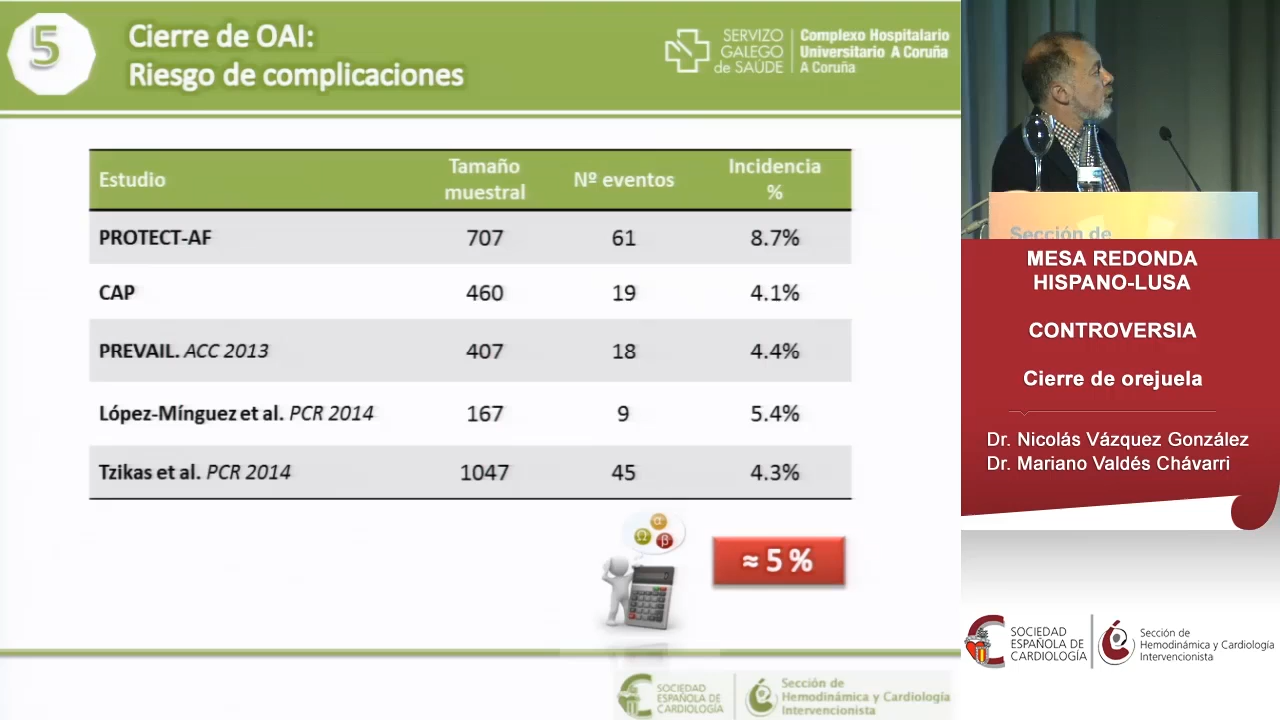 5
Cierre de OAI:
Riesgo de complicaciones
SERVIZO
GALEGO
de SAÚDE
Complexo Hospitalario
Universitario A Coruña
A Coruña
Estudio Tamaño muestral Nº eventos Incidencia %
PROTECT-AF 707 61 8.7%
CAP 460 19 4.1%
PREVAIL. ACC 2013 407 18 4.4%
López-Mínguez et al. PCR 2014 167 9 5.4%
Tzikas et al. PCR 2014 1047 45 4.3%
α
Ω β
≈ 5 %
SOCIEDAD
ESPAÑOLA DE
CARDIOLOGÍA
Sección de
Hemodinámica y Cardiología
Intervencionista
Sección de
MESA REDONDA
HISPANO-LUSA
CONTROVERSIA
Cierre de orejuela
Dr. Nicolás Vázquez González
Dr. Mariano Valdés Chávarri
SOCIEDAD
ESPAÑOLA DE
CARDIOLOGÍA
Sección de
Hemodinámica y Cardiología
Intervencionista